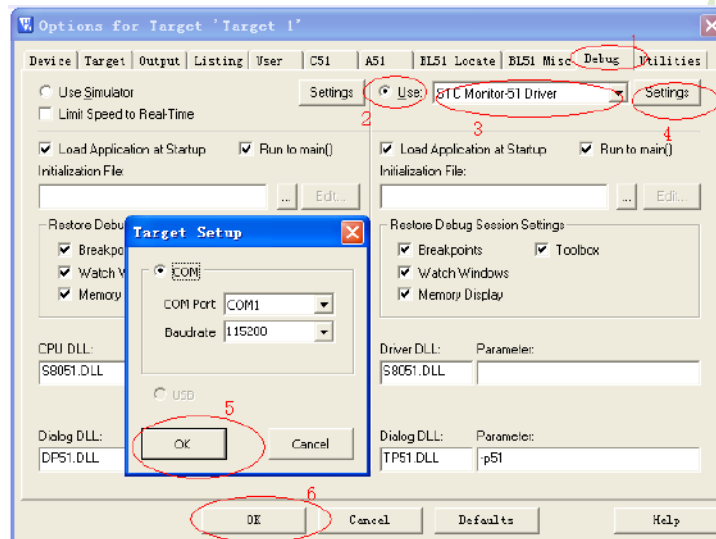 Options for Target 'Target 1'
1
Device Target Output Listing User C51 A51 BL51 Locate BL51 Misc Debug Utilities
Use Simulator Settings Use: STC Monitor-51 Driver Settings
Limit Speed to Real-Time
2 3 4
Load Application at Startup Run to main() Load Application at Startup Run to main()
Initialization File: Initialization File:
... Edit... ... Edit...
Restore Debu Restore Debug Session Settings
Breakpo Breakpoints Toolbox
Watch W Watch Windows
Memory Memory Display
Target Setup
COM
COM Port COM1
Baudrate 115200
USB
5
OK Cancel
CPU DLL: Driver DLL: Parameter:
S8051.DLL S8051.DLL
Dialog DLL: Dialog DLL: Parameter:
DP51.DLL TP51.DLL -p51
6
OK Cancel Defaults Help